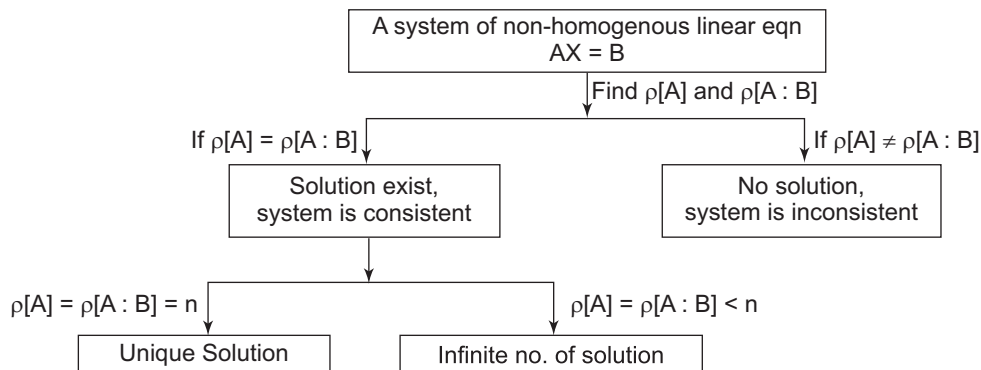 A system of non-homogenous linear eqn
AX = B
Find ρ[A] and ρ[A : B]
If ρ[A] = ρ[A : B]
If ρ[A] ≠ ρ[A : B]
Solution exist,
system is consistent
No solution,
system is inconsistent
ρ[A] = ρ[A : B] = n
ρ[A] = ρ[A : B] < n
Unique Solution
Infinite no. of solution